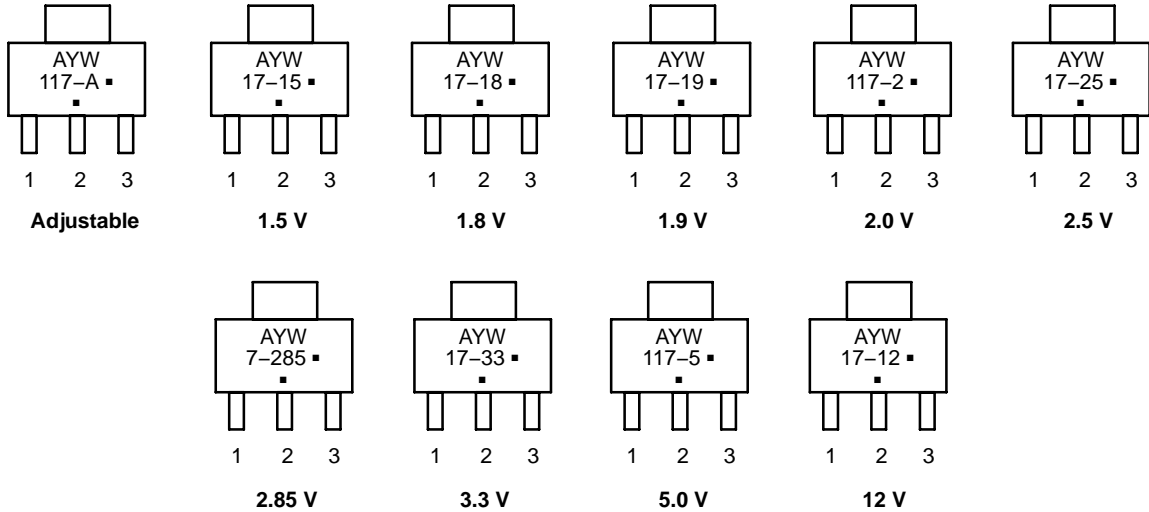 AYW AYW AYW AYW AYW AYW
117–A ▪ 17–15 ▪ 17–18 ▪ 17–19 ▪ 117–2 ▪ 17–25 ▪
▪ ▪ ▪ ▪ ▪ ▪
1 2 3 1 2 3 1 2 3 1 2 3 1 2 3 1 2 3
Adjustable 1.5 V 1.8 V 1.9 V 2.0 V 2.5 V
AYW AYW AYW AYW
7–285 ▪ 17–33 ▪ 117–5 ▪ 17–12 ▪
▪ ▪ ▪ ▪
1 2 3 1 2 3 1 2 3 1 2 3
2.85 V 3.3 V 5.0 V 12 V